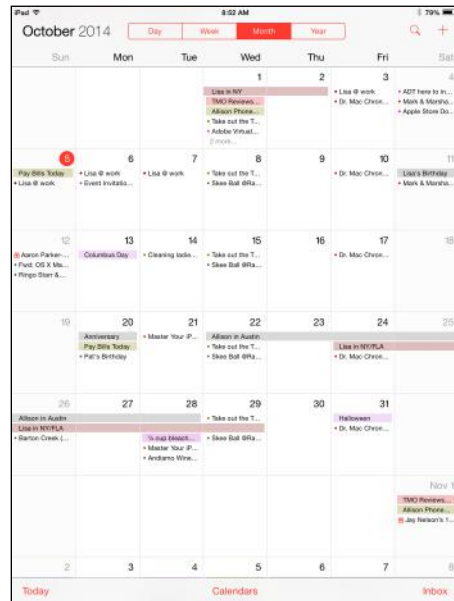 iPad
8:52 AM
79%
October 2014
Day Week Month Year
Sun Mon Tue Wed Thu Fri Sat
1 2 3 4
Lisa in NY
TMO Reviews...
Allison Phone...
• Take out the T...
• Adobe Virtual...
2 more...
• Lisa @ work
• Dr. Mac Chron...
• ADT here to in...
• Mark & Marsha...
• Apple Store Do...
5 6 7 8 9 10 11
Pay Bills Today
• Lisa @ work
• Lisa @ work
• Event Invitatio...
• Lisa @ work
• Take out the T...
• Skee Ball @Ra...
• Dr. Mac Chron...
Lisa's Birthday
• Mark & Marsha...
12 13 14 15 16 17 18
Aaron Parker-...
• Fwd: OS X Ma...
• Ringo Starr &...
Columbus Day
• Cleaning ladie...
• Take out the T...
• Skee Ball @Ra...
• Dr. Mac Chron...
19 20 21 22 23 24 25
Anniversary
Pay Bills Today
• Pat's Birthday
• Master Your iP...
Allison in Austin
• Take out the T...
• Skee Ball @Ra...
Lisa in NY/FLA
• Dr. Mac Chron...
26 27 28 29 30 31
Allison in Austin
Lisa in NY/FLA
• Barton Creek (...
¼ cup bleach...
• Master Your iP...
• Andiamo Wine...
• Take out the T...
• Skee Ball @Ra...
Halloween
• Dr. Mac Chron...
Nov 1
TMO Reviews...
Allison Phone...
Jay Nelson's 1...
2 3 4 5 6 7 8
Today Calendars Inbox